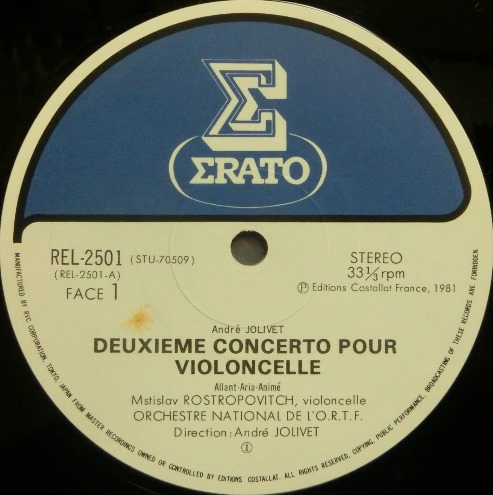 ΣRATO
REL-2501 (STU-70509)
(REL-2501-A)
FACE 1
STEREO
33⅓rpm
Ⓟ Editions Costallat France, 1981
André JOLIVET
DEUXIEME CONCERTO POUR
VIOLONCELLE
Allant-Aria-Animé
Mstislav ROSTROPOVITCH, violoncelle
ORCHESTRE NATIONAL DE L'O.R.T.F.
Direction: André JOLIVET
①
MANUFACTURED BY RVC CORPORATION, TOKYO, JAPAN FROM MASTER RECORDINGS OWNED OR CONTROLLED BY EDITIONS COSTALLAT. ALL RIGHTS RESERVED. COPYING, PUBLIC PERFORMANCE, BROADCASTING OF THESE RECORDS ARE FORBIDDEN.